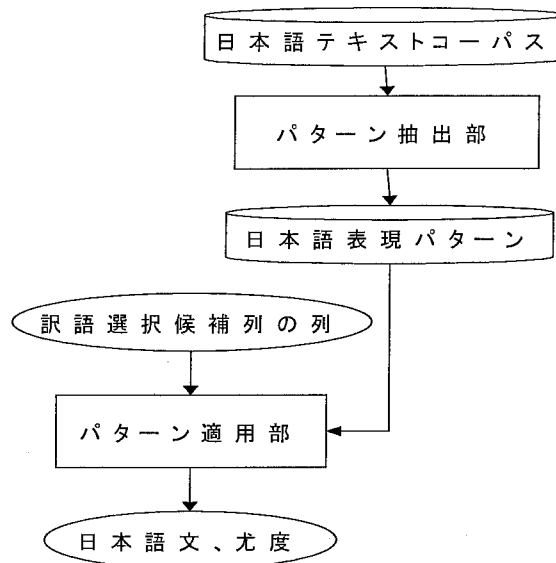 日本語テキストコーパス
パターン抽出部
日本語表現パターン
訳語選択候補列の列
パターン適用部
日本語文、尤度